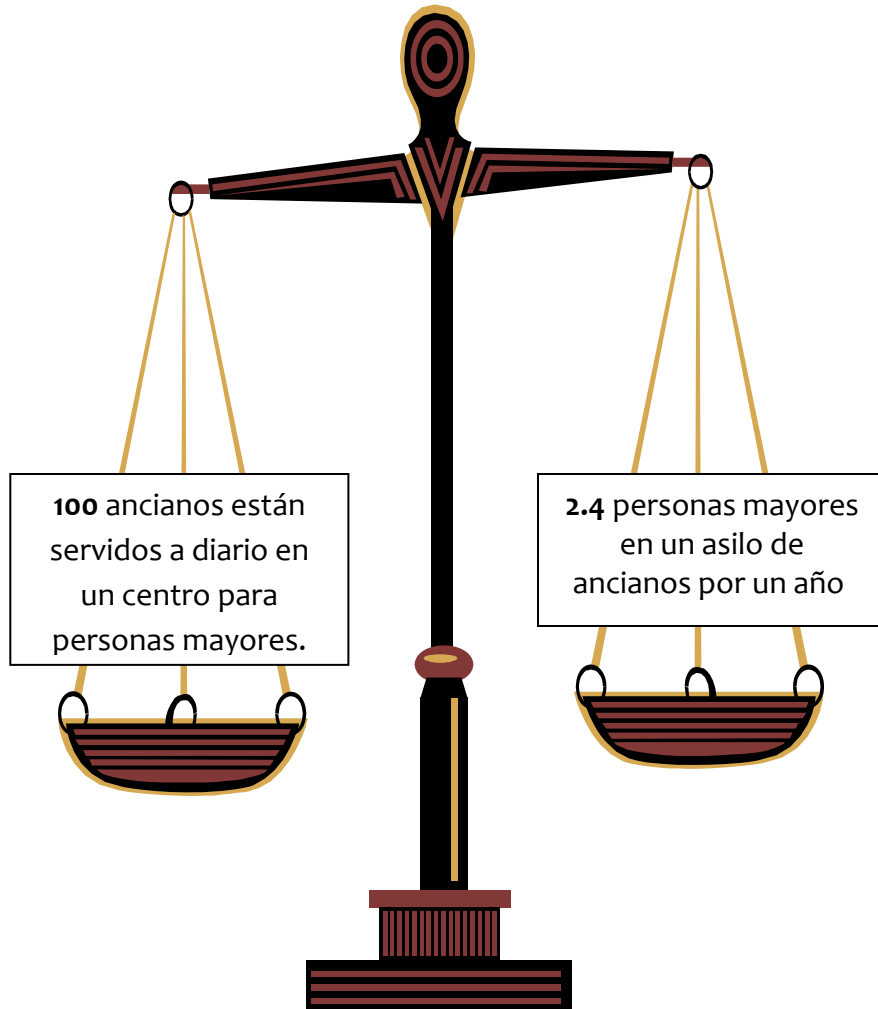 100 ancianos están
servidos a diario en
un centro para
personas mayores.
2.4 personas mayores
en un asilo de
ancianos por un año